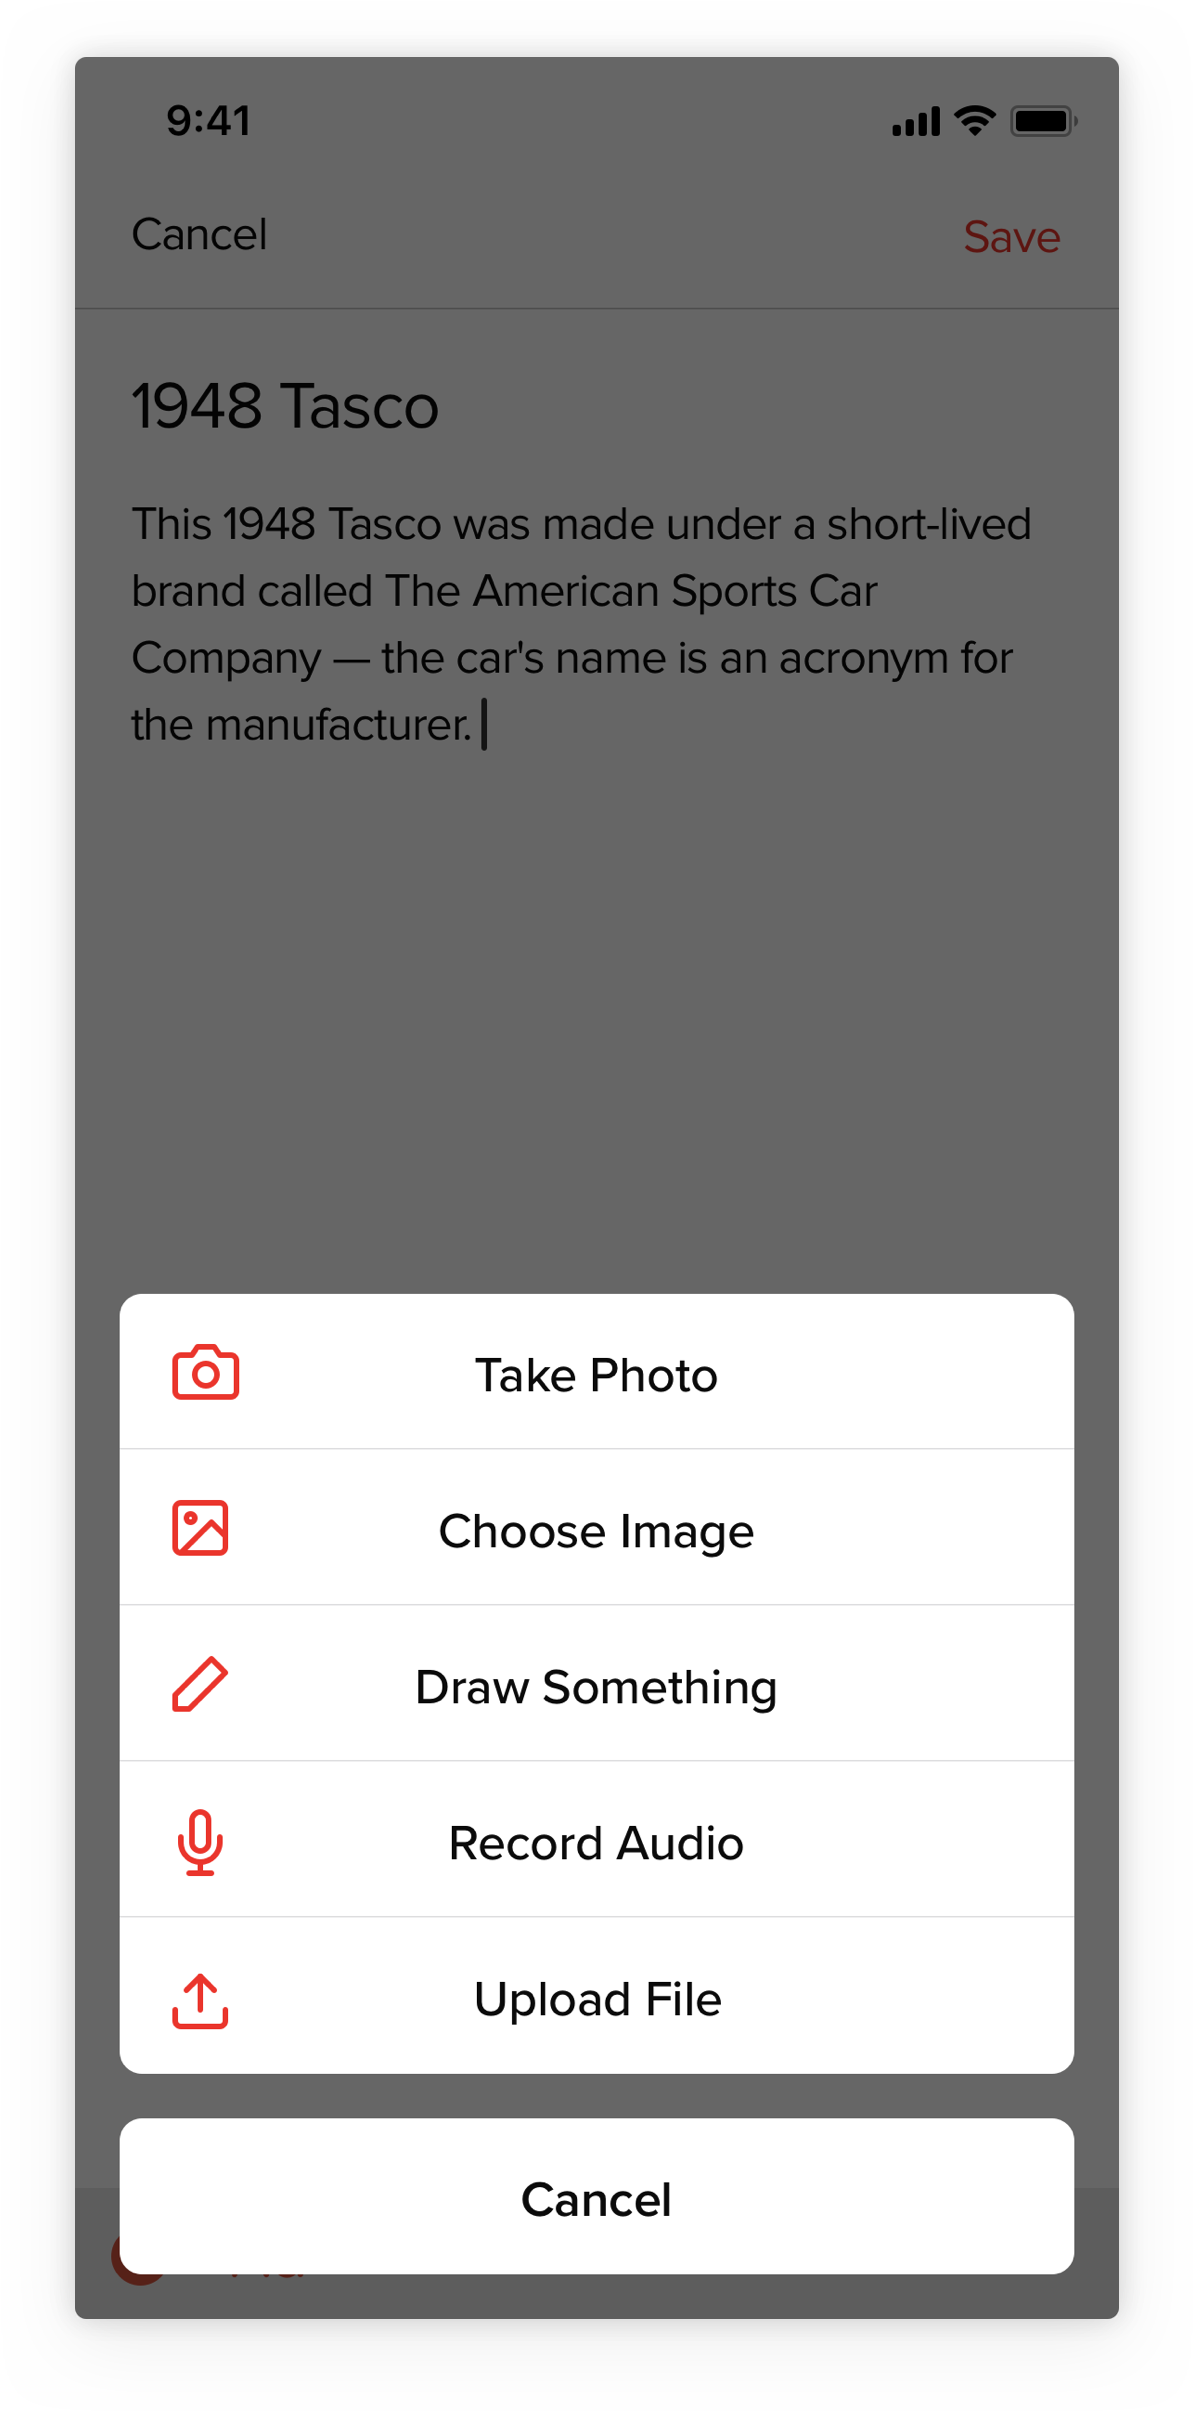 9:41
Cancel
Save
1948 Tasco
This 1948 Tasco was made under a short-lived
brand called The American Sports Car
Company — the car's name is an acronym for
the manufacturer.
Take Photo
Choose Image
Draw Something
Record Audio
Upload File
Cancel